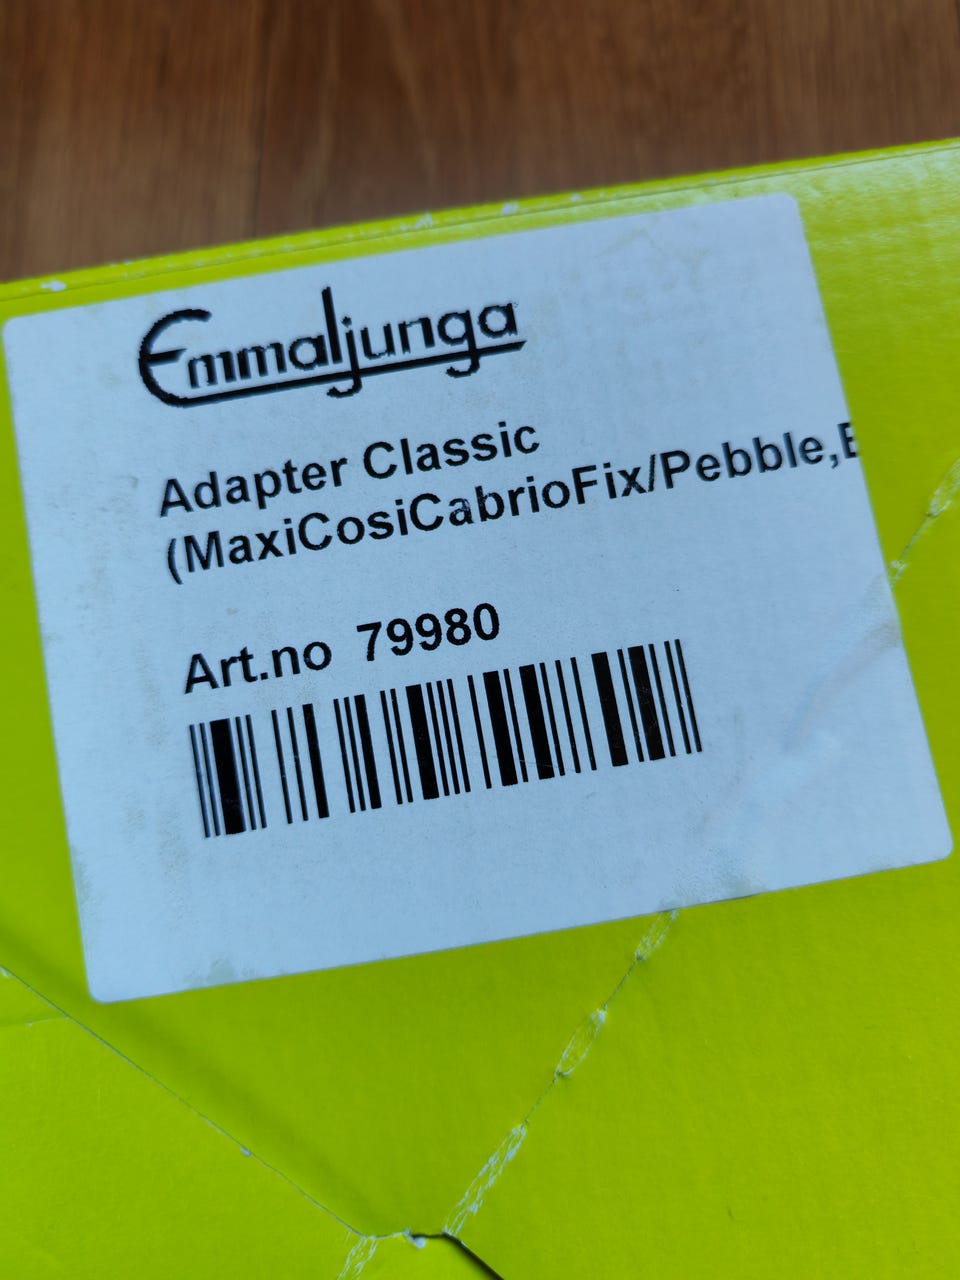 Emmaljunga
Adapter Classic
(MaxiCosiCabrioFix/Pebble,E
Art.no 79980